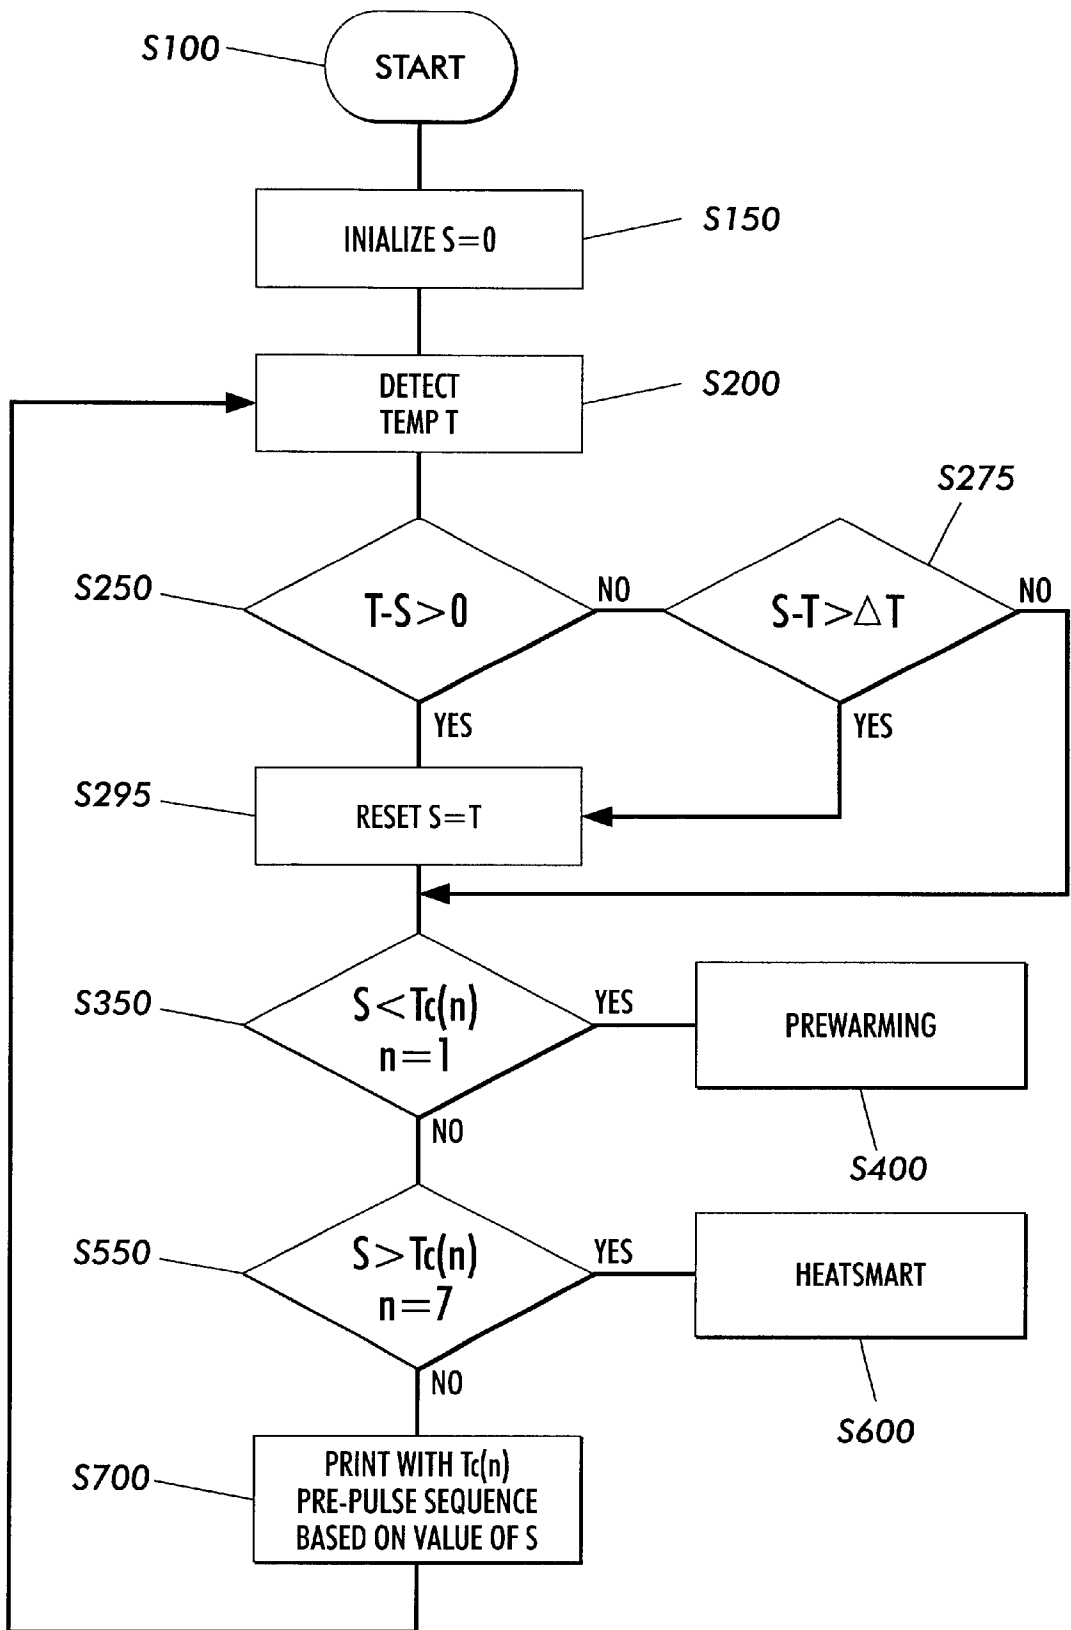 S100
START
INIALIZE S=0
S150
DETECT
TEMP T
S200
S275
S250
T-S>0
NO
S-T>△T
NO
YES
YES
S295
RESET S=T
S350
S<Tc(n)
n=1
YES
PREWARMING
NO
S400
S550
S>Tc(n)
n=7
YES
HEATSMART
NO
S600
S700
PRINT WITH Tc(n)
PRE-PULSE SEQUENCE
BASED ON VALUE OF S